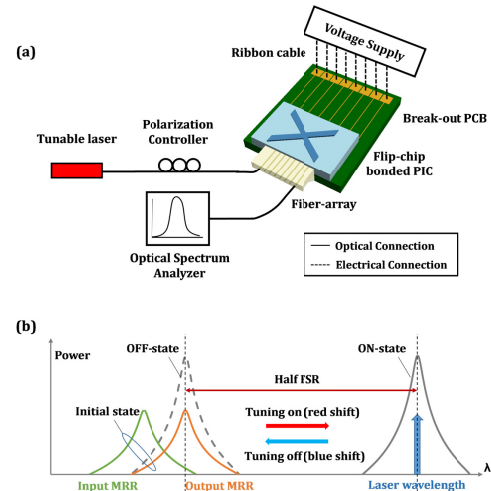 (a)
Voltage Supply
Ribbon cable
Break-out PCB
Polarization
Controller
Tunable laser
Flip-chip
bonded PIC
Fiber-array
Optical Spectrum
Analyzer
Optical Connection
Electrical Connection
(b)
Power
OFF-state
ON-state
Half FSR
Initial state
Tuning on(red shift)
Tuning off(blue shift)
λ
Input MRR
Output MRR
Laser wavelength